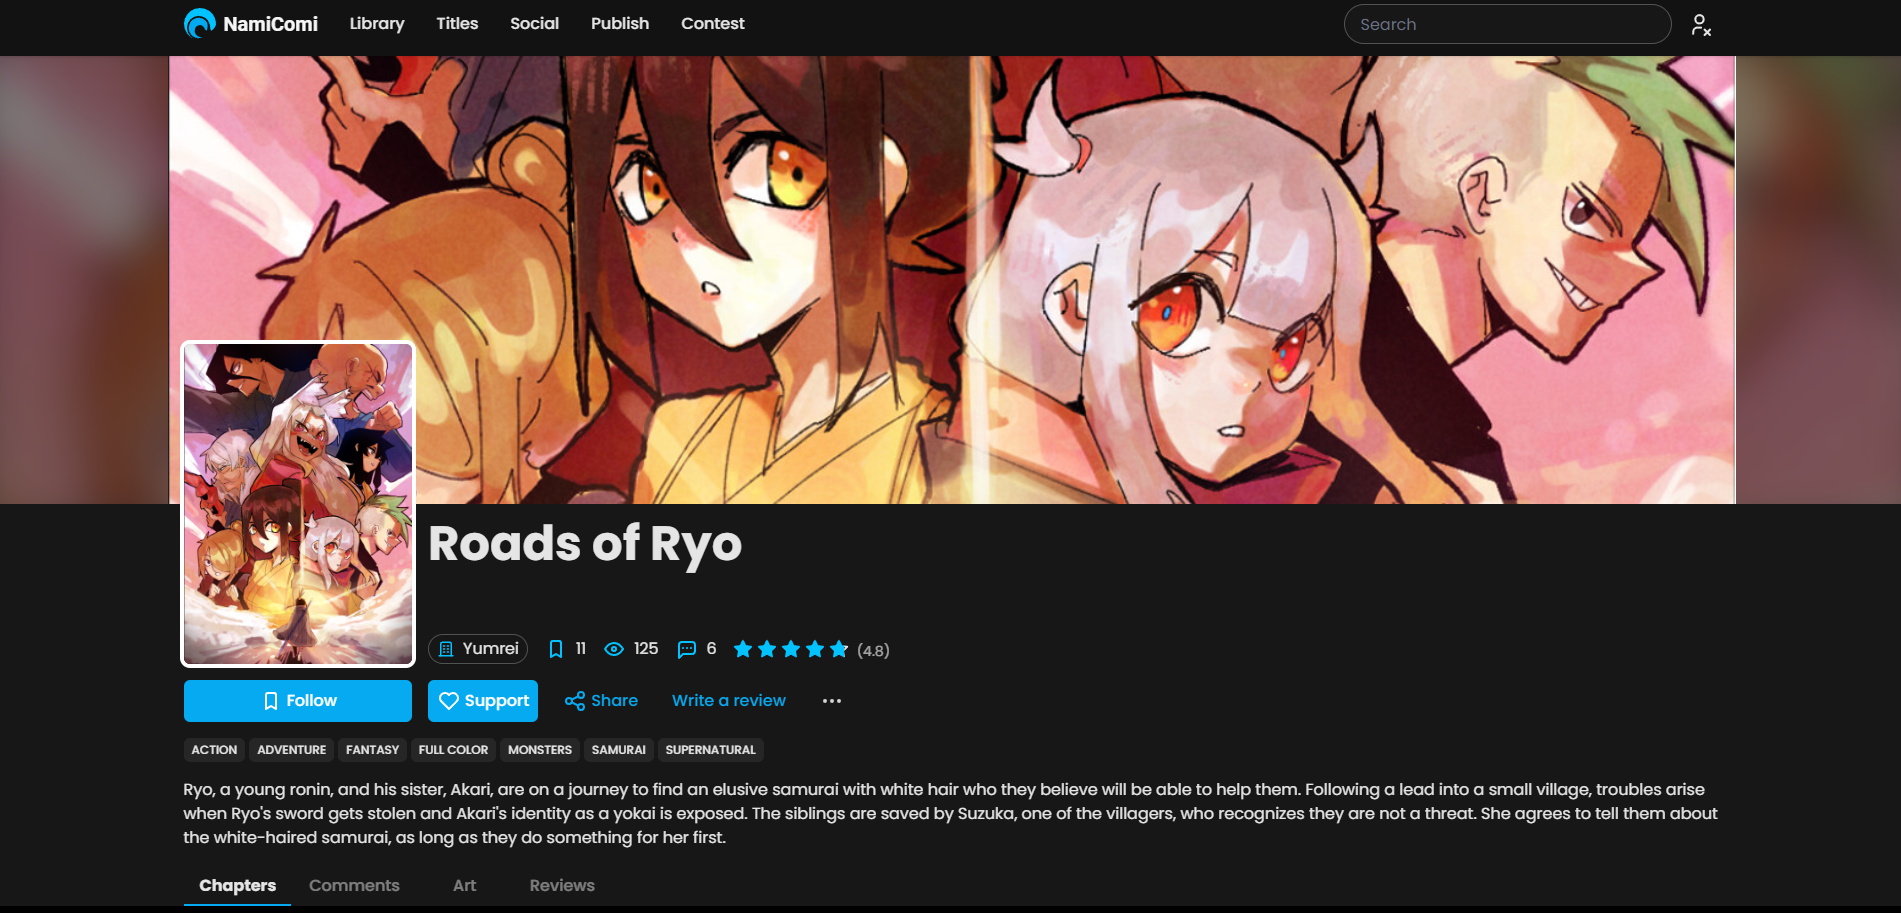 NamiComi Library Titles Social Publish Contest Search
Roads of Ryo
Yumrei 11 125 6 (4.8)
Follow Support Share Write a review ...
ACTION ADVENTURE FANTASY FULL COLOR MONSTERS SAMURAI SUPERNATURAL
Ryo, a young ronin, and his sister, Akari, are on a journey to find an elusive samurai with white hair who they believe will be able to help them. Following a lead into a small village, troubles arise
when Ryo's sword gets stolen and Akari's identity as a yokai is exposed. The siblings are saved by Suzuka, one of the villagers, who recognizes they are not a threat. She agrees to tell them about
the white-haired samurai, as long as they do something for her first.
Chapters Comments Art Reviews